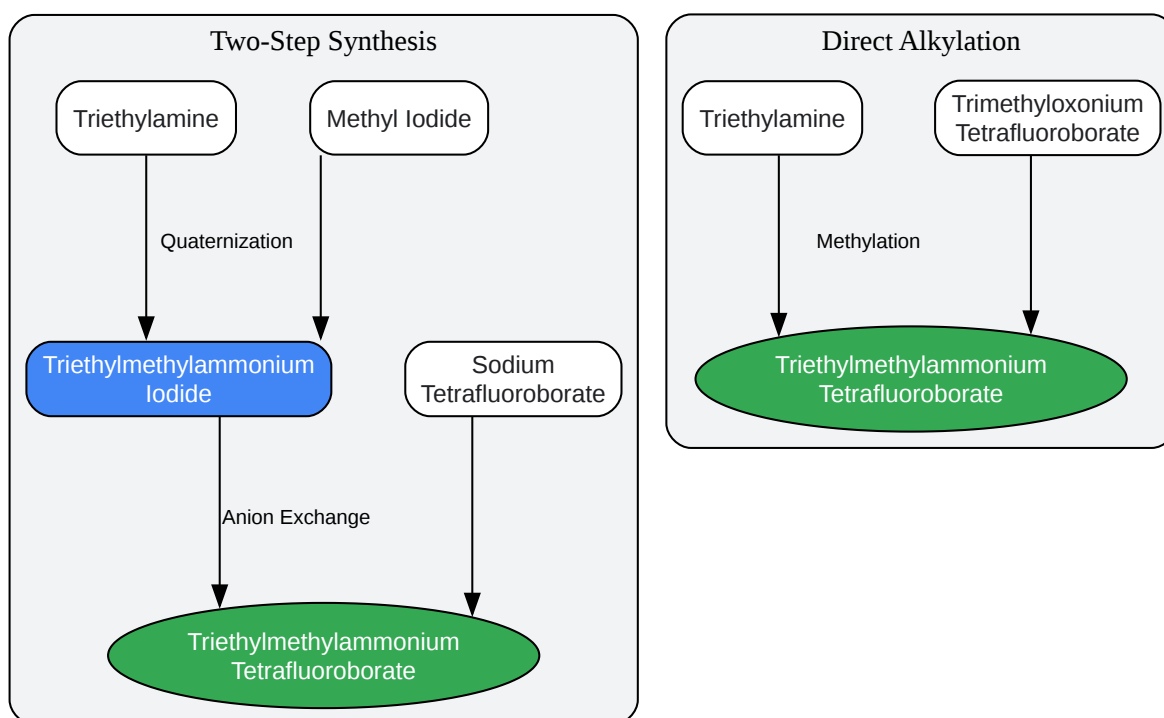 Two-Step Synthesis
Triethylamine
Methyl Iodide
Quaternization
Triethylmethylammonium
Iodide
Sodium
Tetrafluoroborate
Anion Exchange
Triethylmethylammonium
Tetrafluoroborate
Direct Alkylation
Triethylamine
Trimethyloxonium
Tetrafluoroborate
Methylation
Triethylmethylammonium
Tetrafluoroborate